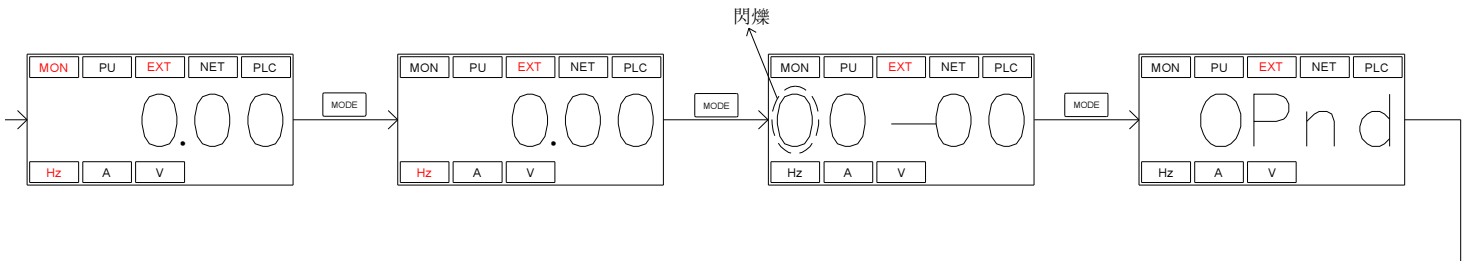 閃爍
MON PU EXT NET PLC
0.00
Hz A V
MODE
MON PU EXT NET PLC
0.00
Hz A V
MODE
MON PU EXT NET PLC
00-00
Hz A V
MODE
MON PU EXT NET PLC
OPnd
Hz A V